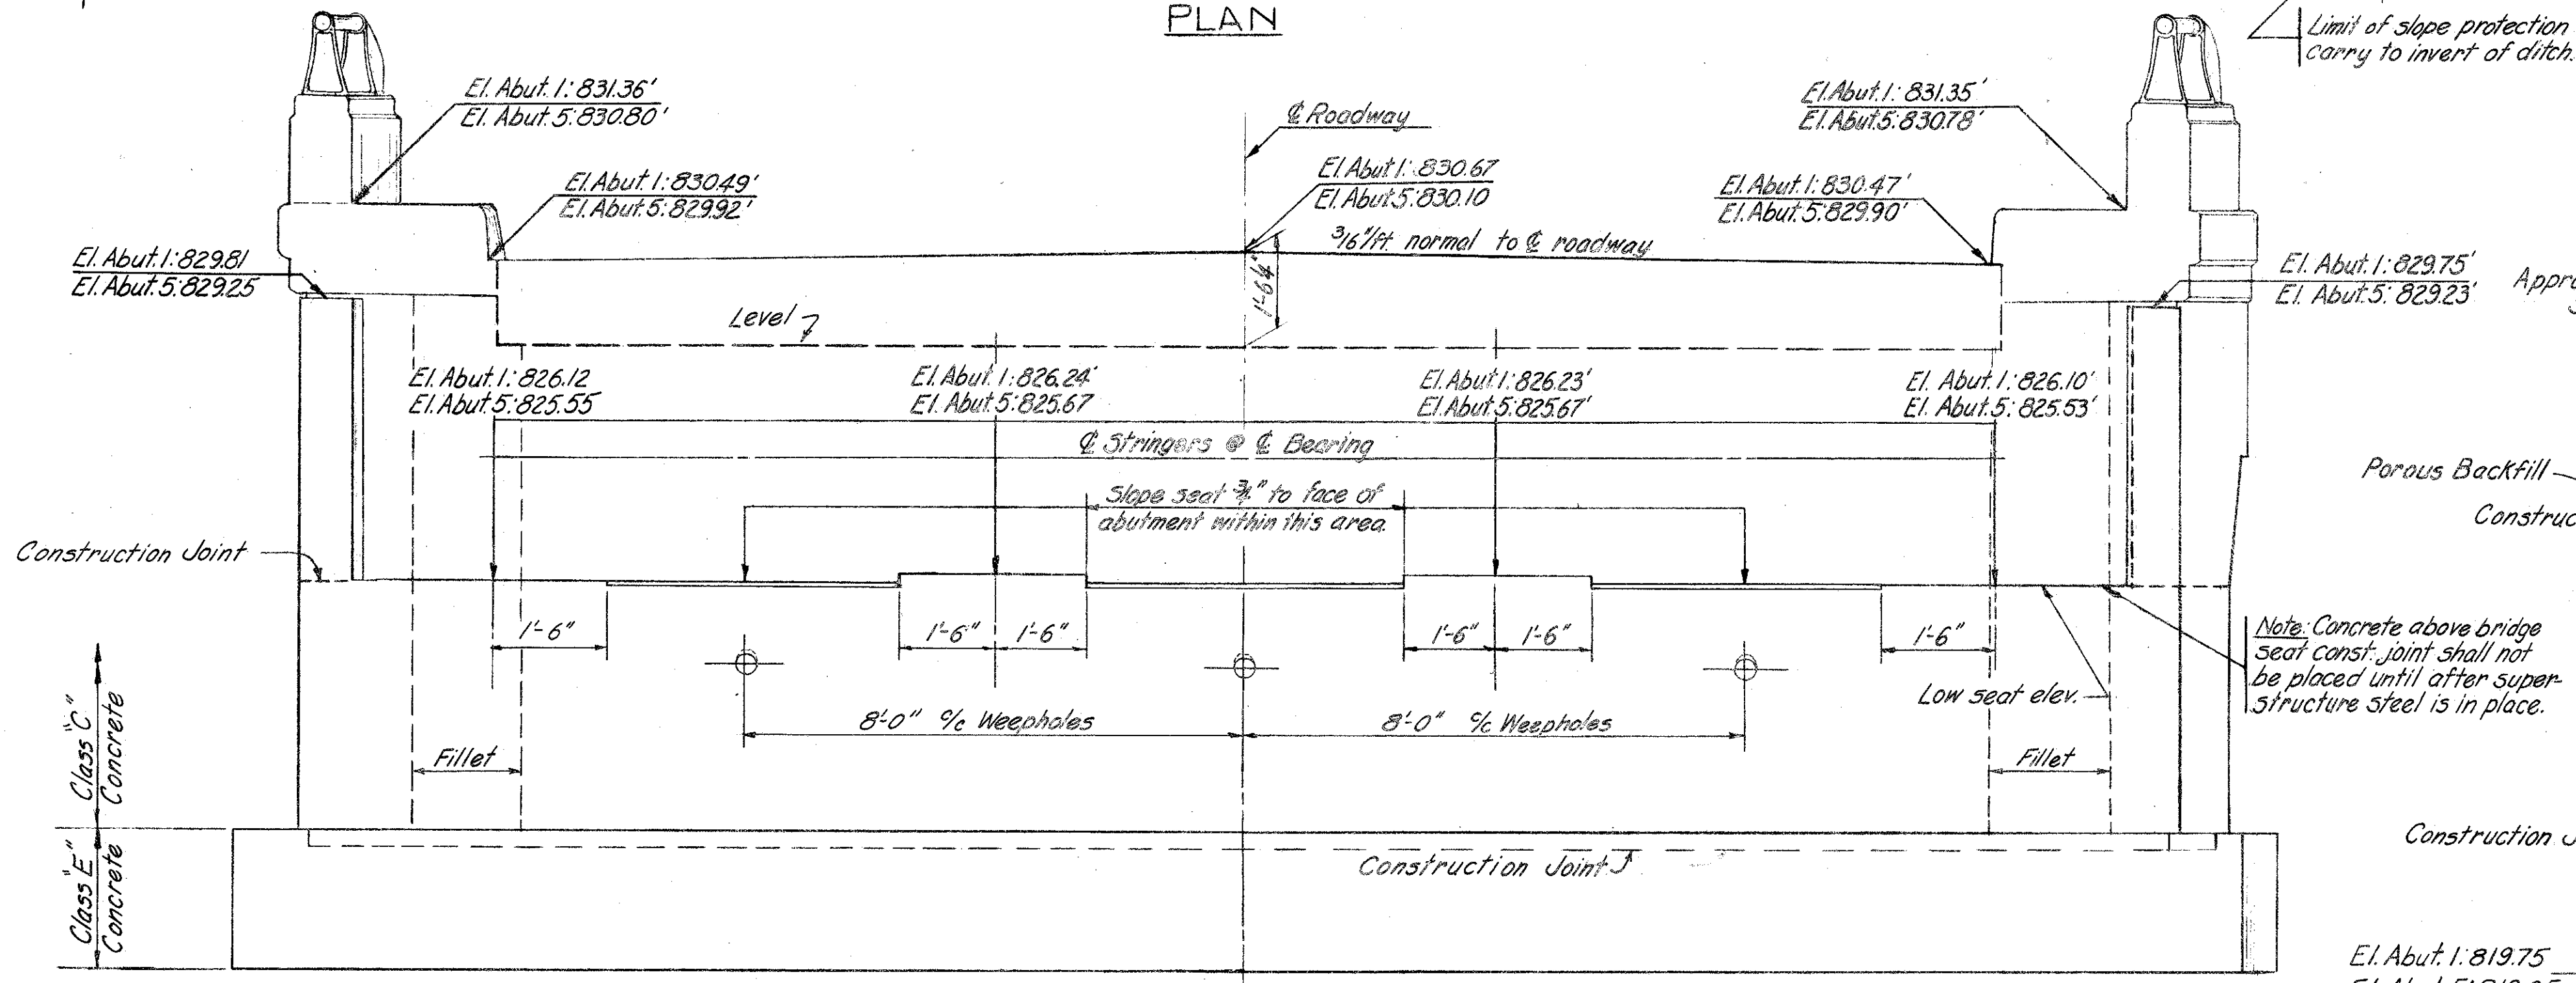 PLAN
Limit of slope protection
carry to invert of ditch.
El. Abut. 1: 831.36'
El. Abut. 5: 830.80'
℄ Roadway
El. Abut. 1: 831.35'
El. Abut. 5: 830.78'
El. Abut. 1: 830.49'
El. Abut. 5: 829.92'
El. Abut. 1: 830.67
El. Abut. 5: 830.10
El. Abut. 1: 830.47'
El. Abut. 5: 829.90'
3/16"/ft. normal to ℄ roadway
El. Abut. 1: 829.81
El. Abut. 5: 829.25
1'-6¼"
El. Abut. 1: 829.75'
El. Abut. 5: 829.23'
Level
El. Abut. 1: 826.12
El. Abut. 5: 825.55
El. Abut. 1: 826.24'
El. Abut. 5: 825.67
El. Abut. 1: 826.23'
El. Abut. 5: 825.67'
El. Abut. 1: 826.10'
El. Abut. 5: 825.53'
℄ Stringers @ ℄ Bearing
Porous Backfill
Slope seat ¾" to face of
abutment within this area.
Construction Joint
1'-6"
1'-6"
1'-6"
1'-6"
1'-6"
1'-6"
Note: Concrete above bridge
seat const. joint shall not
be placed until after super-
structure steel is in place.
Low seat elev.
8'-0" c/c Weepholes
8'-0" c/c Weepholes
Fillet
Fillet
Class "C"
Concrete
Class "E"
Concrete
Construction Joint
Construction
El. Abut. 1: 819.75